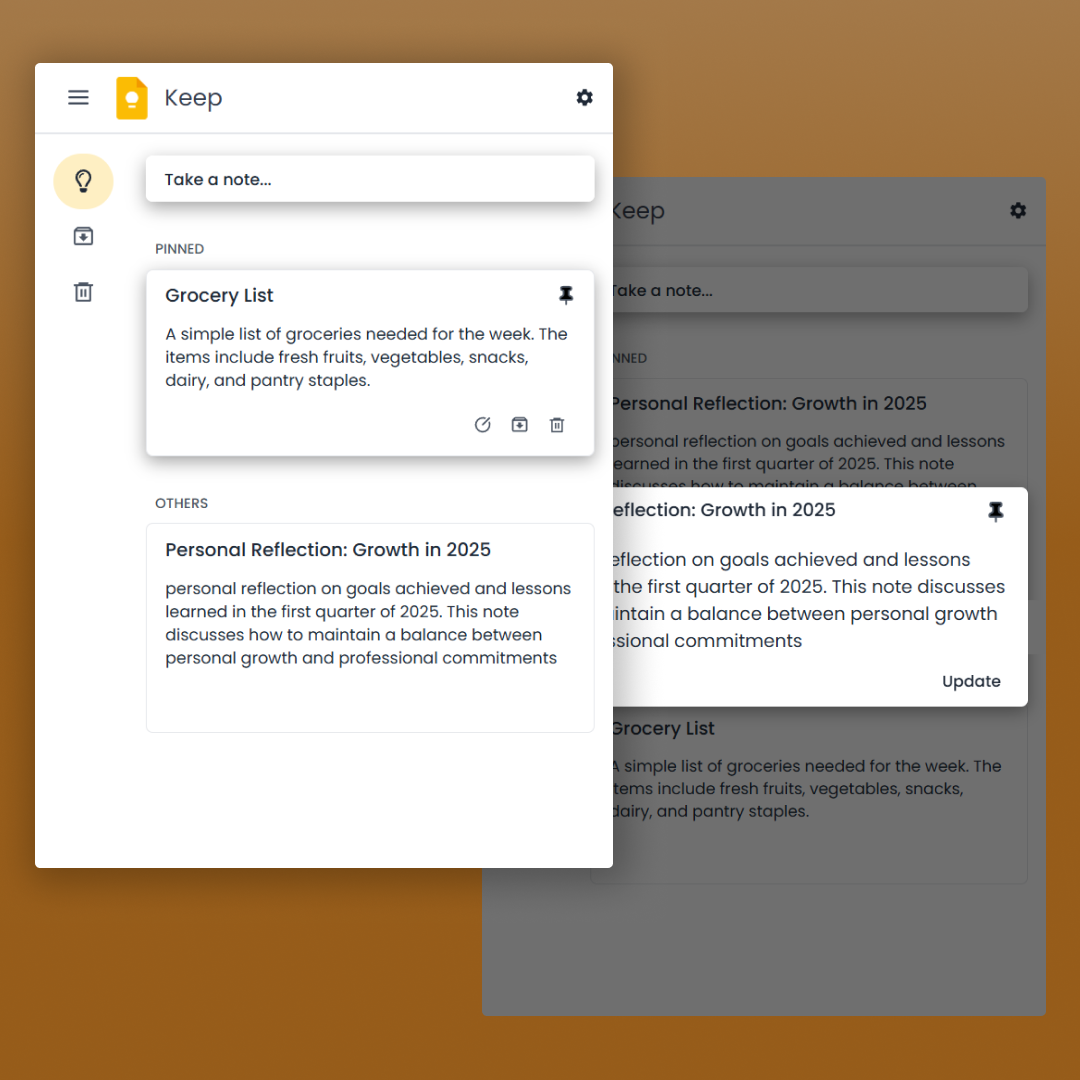 Keep
Take a note...
PINNED
Grocery List
A simple list of groceries needed for the week. The
items include fresh fruits, vegetables, snacks,
dairy, and pantry staples.
OTHERS
Personal Reflection: Growth in 2025
personal reflection on goals achieved and lessons
learned in the first quarter of 2025. This note
discusses how to maintain a balance between
personal growth and professional commitments
Keep
Take a note...
NNED
Personal Reflection: Growth in 2025
personal reflection on goals achieved and lessons
learned in the first quarter of 2025. This note
discusses how to maintain a balance between
eflection: Growth in 2025
eflection on goals achieved and lessons
the first quarter of 2025. This note discusses
intain a balance between personal growth
ssional commitments
Update
Grocery List
A simple list of groceries needed for the week. The
items include fresh fruits, vegetables, snacks,
dairy, and pantry staples.